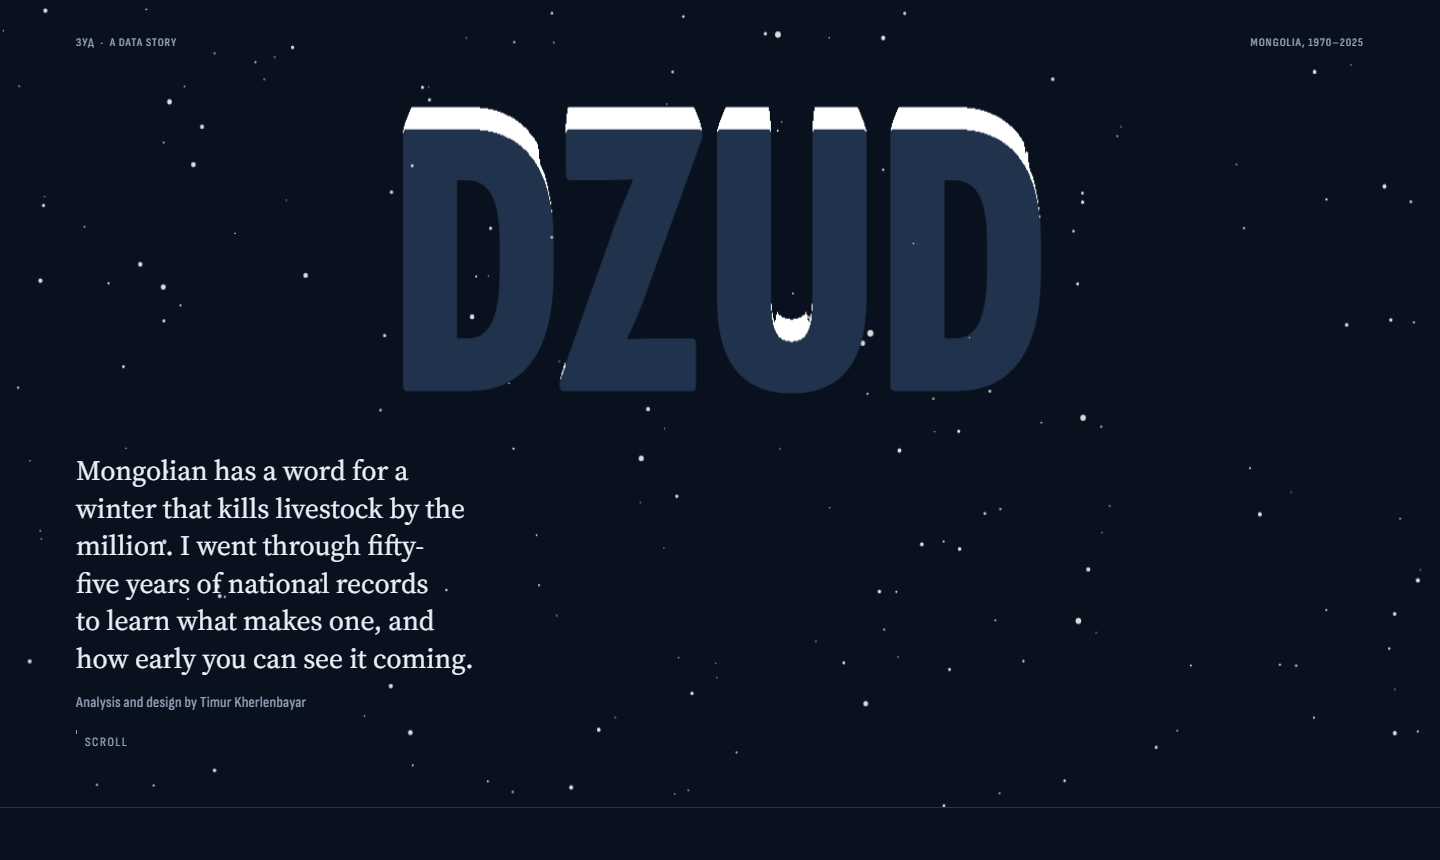 ЗУД · A DATA STORY
MONGOLIA, 1970–2025
DZUD
Mongolian has a word for a
winter that kills livestock by the
million. I went through fifty-
five years of national records
to learn what makes one, and
how early you can see it coming.
Analysis and design by Timur Kherlenbayar
SCROLL